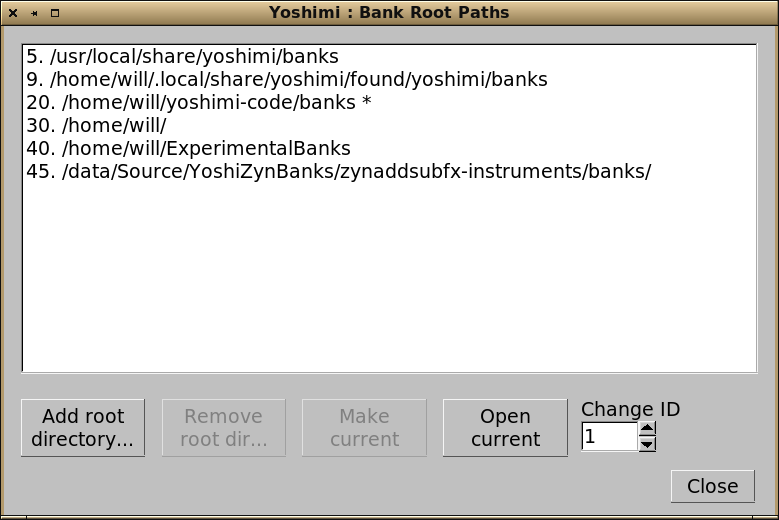 Yoshimi : Bank Root Paths
5. /usr/local/share/yoshimi/banks
9. /home/will/.local/share/yoshimi/found/yoshimi/banks
20. /home/will/yoshimi-code/banks *
30. /home/will/
40. /home/will/ExperimentalBanks
45. /data/Source/YoshiZynBanks/zynaddsubfx-instruments/banks/
Add root
directory...
Remove
root dir...
Make
current
Open
current
Change ID
1
Close